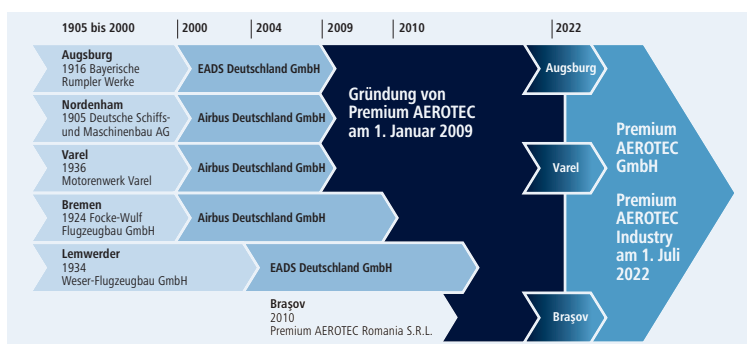 1905 bis 2000
2000
2004
2009
2010
2022
Augsburg
1916 Bayerische
Rumpler Werke
EADS Deutschland GmbH
Nordenham
1905 Deutsche Schiffs-
und Maschinenbau AG
Airbus Deutschland GmbH
Varel
1936
Motorenwerk Varel
Airbus Deutschland GmbH
Bremen
1924 Focke-Wulf
Flugzeugbau GmbH
Airbus Deutschland GmbH
Lemwerder
1934
Weser-Flugzeugbau GmbH
EADS Deutschland GmbH
Braşov
2010
Premium AEROTEC Romania S.R.L.
Gründung von
Premium AEROTEC
am 1. Januar 2009
Augsburg
Varel
Braşov
Premium
AEROTEC
GmbH
Premium
AEROTEC
Industry
am 1. Juli
2022